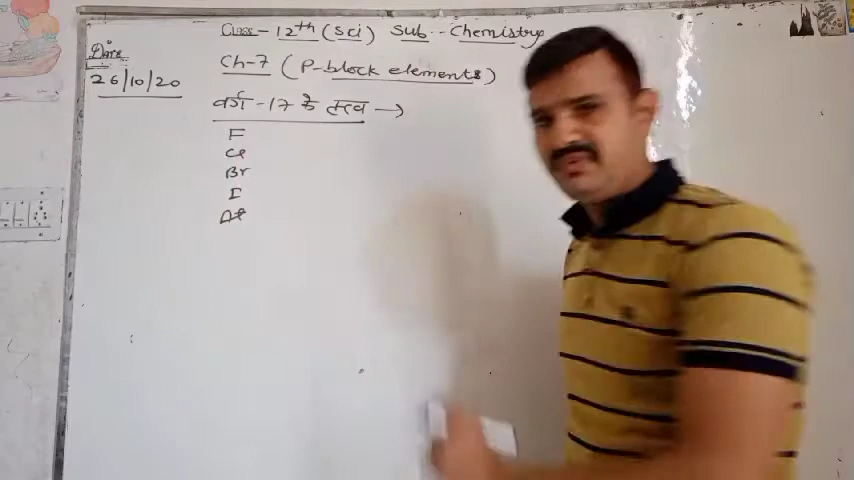 Class - 12th (Sci) Sub - Chemistry
Date
26/10/20
Ch-7 (P-block elements)
वर्ग -17 के तत्व →
F
Cl
Br
I
At